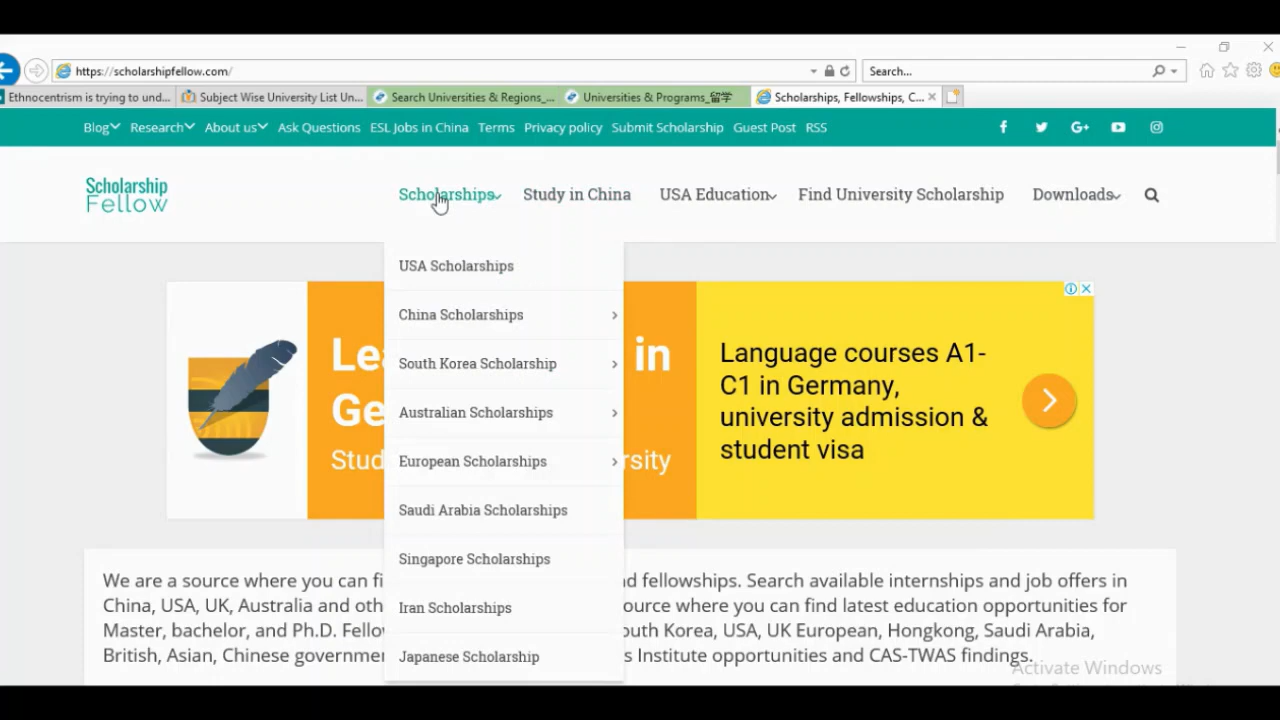 https://scholarshipfellow.com/
Search...
Ethnocentrism is trying to und...
Subject Wise University List Un...
Search Universities & Regions_...
Universities & Programs_留学
Scholarships, Fellowships, C...
Blog Research About us Ask Questions ESL Jobs in China Terms Privacy policy Submit Scholarship Guest Post RSS
Scholarship
Fellow
Scholarships Study in China USA Education Find University Scholarship Downloads
USA Scholarships
China Scholarships
South Korea Scholarship
Australian Scholarships
European Scholarships
Saudi Arabia Scholarships
Singapore Scholarships
Iran Scholarships
Japanese Scholarship
in
Language courses A1-
C1 in Germany,
university admission &
student visa
We are a source where you can fi
d fellowships. Search available internships and job offers in
China, USA, UK, Australia and oth
ource where you can find latest education opportunities for
Master, bachelor, and Ph.D. Fello
outh Korea, USA, UK European, Hongkong, Saudi Arabia,
British, Asian, Chinese governme
s Institute opportunities and CAS-TWAS findings.
Activate Windows